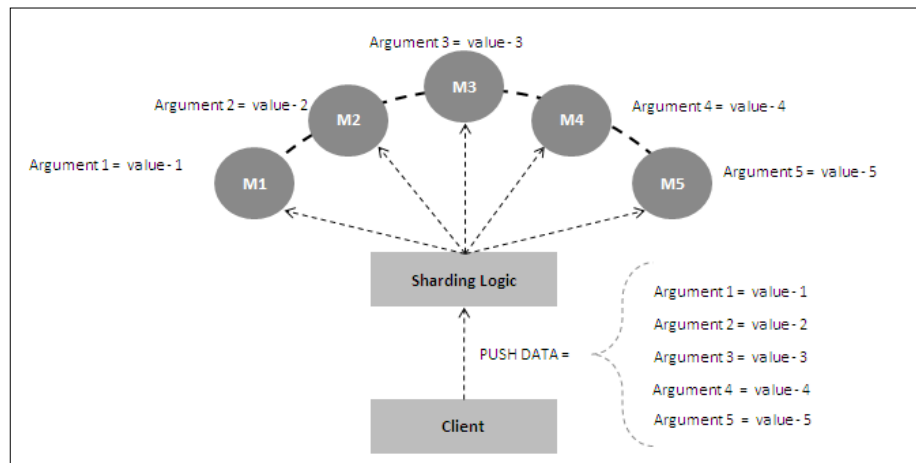 Argument 3 = value - 3
M3
Argument 2 = value - 2
M2
M4
Argument 4 = value - 4
Argument 1 = value - 1
M1
M5
Argument 5 = value - 5
Sharding Logic
PUSH DATA =
Argument 1 = value - 1
Argument 2 = value - 2
Argument 3 = value - 3
Argument 4 = value - 4
Argument 5 = value - 5
Client